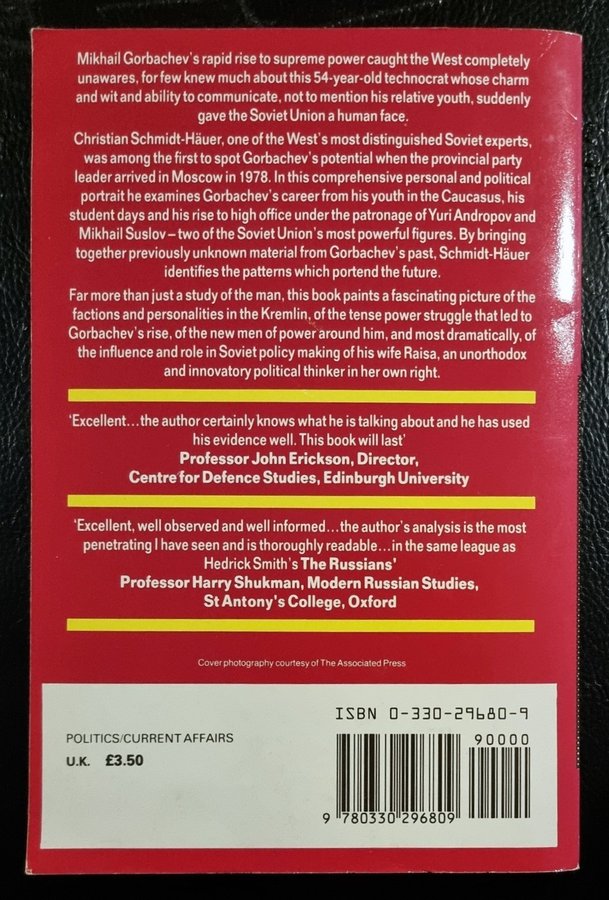 Mikhail Gorbachev's rapid rise to supreme power caught the West completely
unawares, for few knew much about this 54-year-old technocrat whose charm
and wit and ability to communicate, not to mention his relative youth, suddenly
gave the Soviet Union a human face.
Christian Schmidt-Häuer, one of the West's most distinguished Soviet experts,
was among the first to spot Gorbachev's potential when the provincial party
leader arrived in Moscow in 1978. In this comprehensive personal and political
portrait he examines Gorbachev's career from his youth in the Caucasus, his
student days and his rise to high office under the patronage of Yuri Andropov and
Mikhail Suslov – two of the Soviet Union's most powerful figures. By bringing
together previously unknown material from Gorbachev's past, Schmidt-Häuer
identifies the patterns which portend the future.
Far more than just a study of the man, this book paints a fascinating picture of the
factions and personalities in the Kremlin, of the tense power struggle that led to
Gorbachev's rise, of the new men of power around him, and most dramatically, of
the influence and role in Soviet policy making of his wife Raisa, an unorthodox
and innovatory political thinker in her own right.
'Excellent...the author certainly knows what he is talking about and he has used
his evidence well. This book will last'
Professor John Erickson, Director,
Centre for Defence Studies, Edinburgh University
'Excellent, well observed and well informed...the author's analysis is the most
penetrating I have seen and is thoroughly readable...in the same league as
Hedrick Smith's The Russians'
Professor Harry Shukman, Modern Russian Studies,
St Antony's College, Oxford
Cover photography courtesy of The Associated Press
ISBN 0-330-29680-9
POLITICS/CURRENT AFFAIRS
90000
U.K. £3.50
9 780330 296809